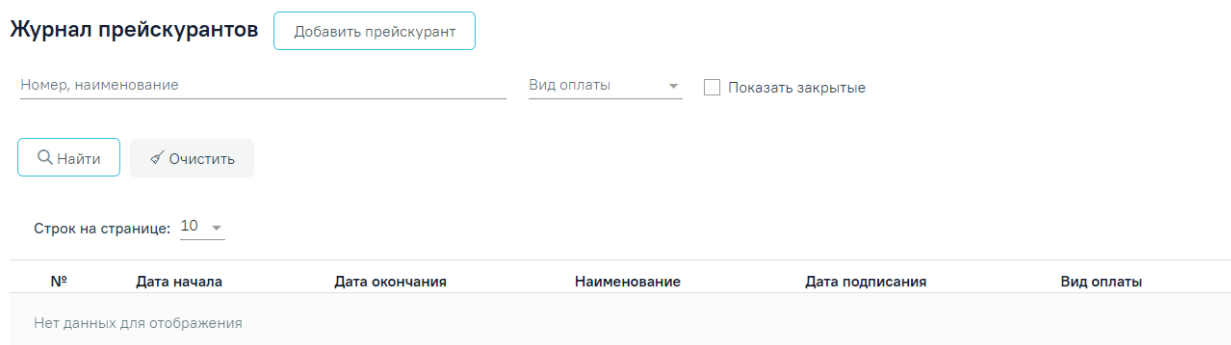 Журнал прейскурантов Добавить прейскурант
Номер, наименование Вид оплаты Показать закрытые
Найти Очистить
Строк на странице: 10
№ Дата начала Дата окончания Наименование Дата подписания Вид оплаты
Нет данных для отображения